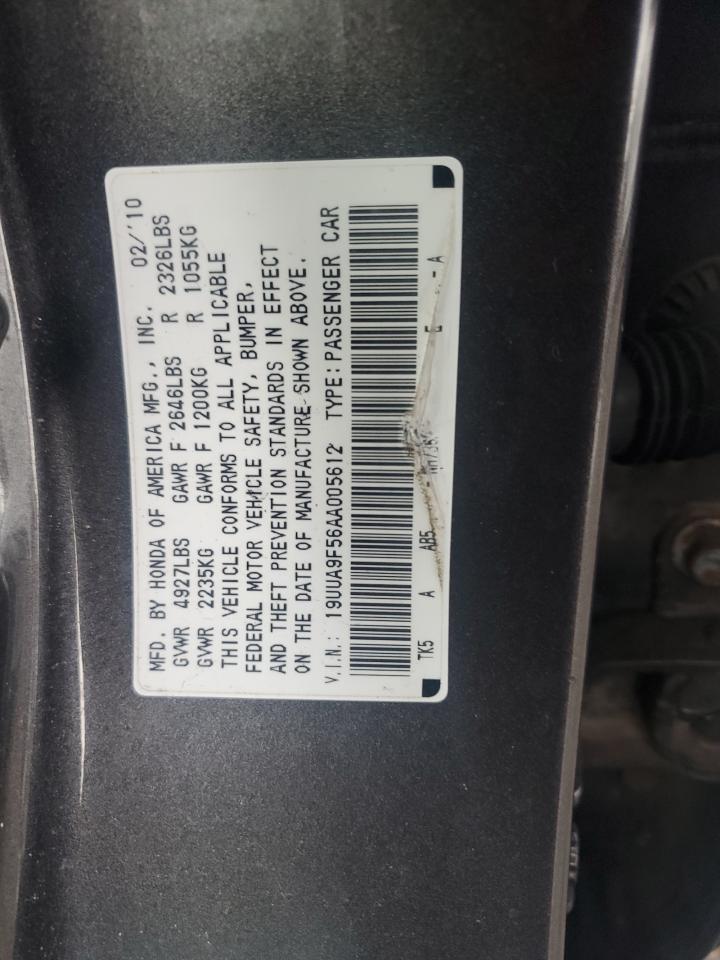 MFD. BY HONDA OF AMERICA MFG., INC. 02/'10
GVWR 4927LBS GAWR F 2646LBS R 2326LBS
GVWR 2235KG GAWR F 1200KG R 1055KG
THIS VEHICLE CONFORMS TO ALL APPLICABLE
FEDERAL MOTOR VEHICLE SAFETY, BUMPER,
AND THEFT PREVENTION STANDARDS IN EFFECT
ON THE DATE OF MANUFACTURE SHOWN ABOVE.
V.I.N.: 19UUA9F56AA005612 TYPE:PASSENGER CAR
TK5 A AB5 E - A